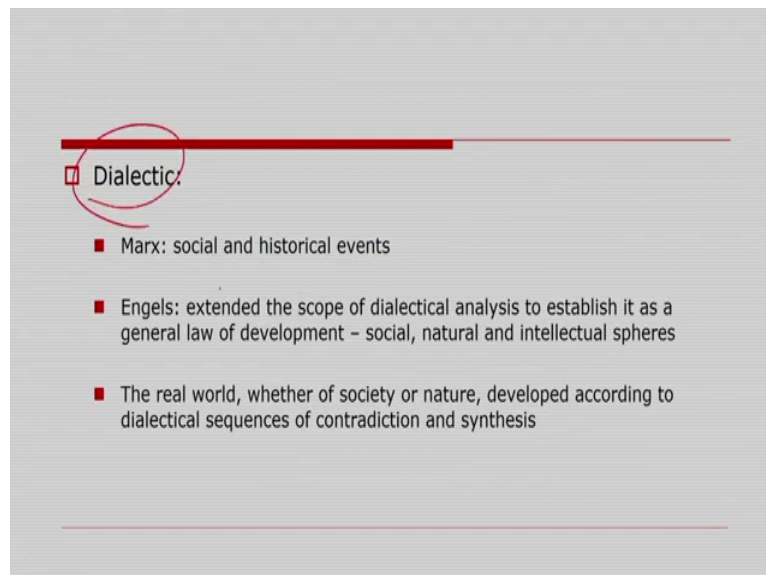 Dialectic:
Marx: social and historical events
Engels: extended the scope of dialectical analysis to establish it as a
general law of development – social, natural and intellectual spheres
The real world, whether of society or nature, developed according to
dialectical sequences of contradiction and synthesis